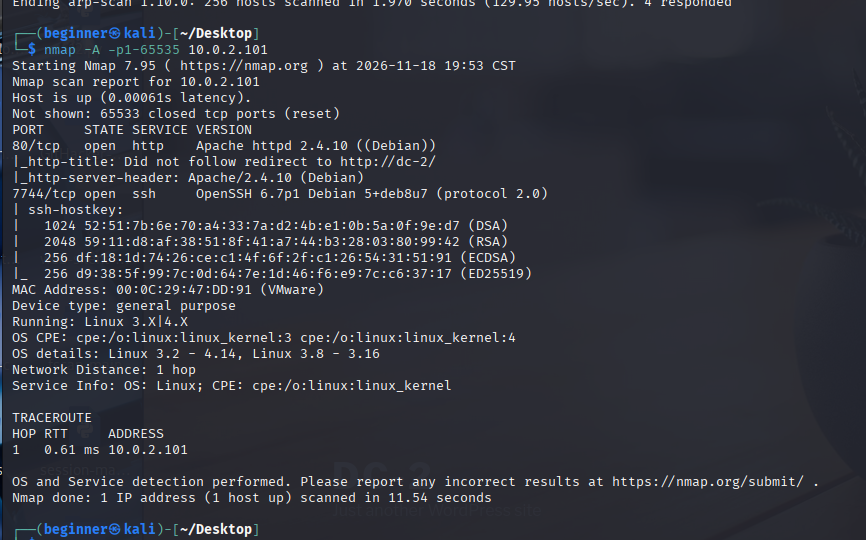 Ending arp-scan 1.10.0: 256 hosts scanned in 1.970 seconds (129.95 hosts/sec). 4 responded
┌──(beginner㉿kali)-[~/Desktop]
└─$ nmap -A -p1-65535 10.0.2.101
Starting Nmap 7.95 ( https://nmap.org ) at 2026-11-18 19:53 CST
Nmap scan report for 10.0.2.101
Host is up (0.00061s latency).
Not shown: 65533 closed tcp ports (reset)
PORT     STATE SERVICE VERSION
80/tcp   open  http    Apache httpd 2.4.10 ((Debian))
|_http-title: Did not follow redirect to http://dc-2/
|_http-server-header: Apache/2.4.10 (Debian)
7744/tcp open  ssh     OpenSSH 6.7p1 Debian 5+deb8u7 (protocol 2.0)
| ssh-hostkey:
|   1024 52:51:7b:6e:70:a4:33:7a:d2:4b:e1:0b:5a:0f:9e:d7 (DSA)
|   2048 59:11:d8:af:38:51:8f:41:a7:44:b3:28:03:80:99:42 (RSA)
|   256 df:18:1d:74:26:ce:c1:4f:6f:2f:c1:26:54:31:51:91 (ECDSA)
|_  256 d9:38:5f:99:7c:0d:64:7e:1d:46:f6:e9:7c:c6:37:17 (ED25519)
MAC Address: 00:0C:29:47:DD:91 (VMware)
Device type: general purpose
Running: Linux 3.X|4.X
OS CPE: cpe:/o:linux:linux_kernel:3 cpe:/o:linux:linux_kernel:4
OS details: Linux 3.2 - 4.14, Linux 3.8 - 3.16
Network Distance: 1 hop
Service Info: OS: Linux; CPE: cpe:/o:linux:linux_kernel
TRACEROUTE
HOP RTT     ADDRESS
1   0.61 ms 10.0.2.101
OS and Service detection performed. Please report any incorrect results at https://nmap.org/submit/ .
Nmap done: 1 IP address (1 host up) scanned in 11.54 seconds
┌──(beginner㉿kali)-[~/Desktop]